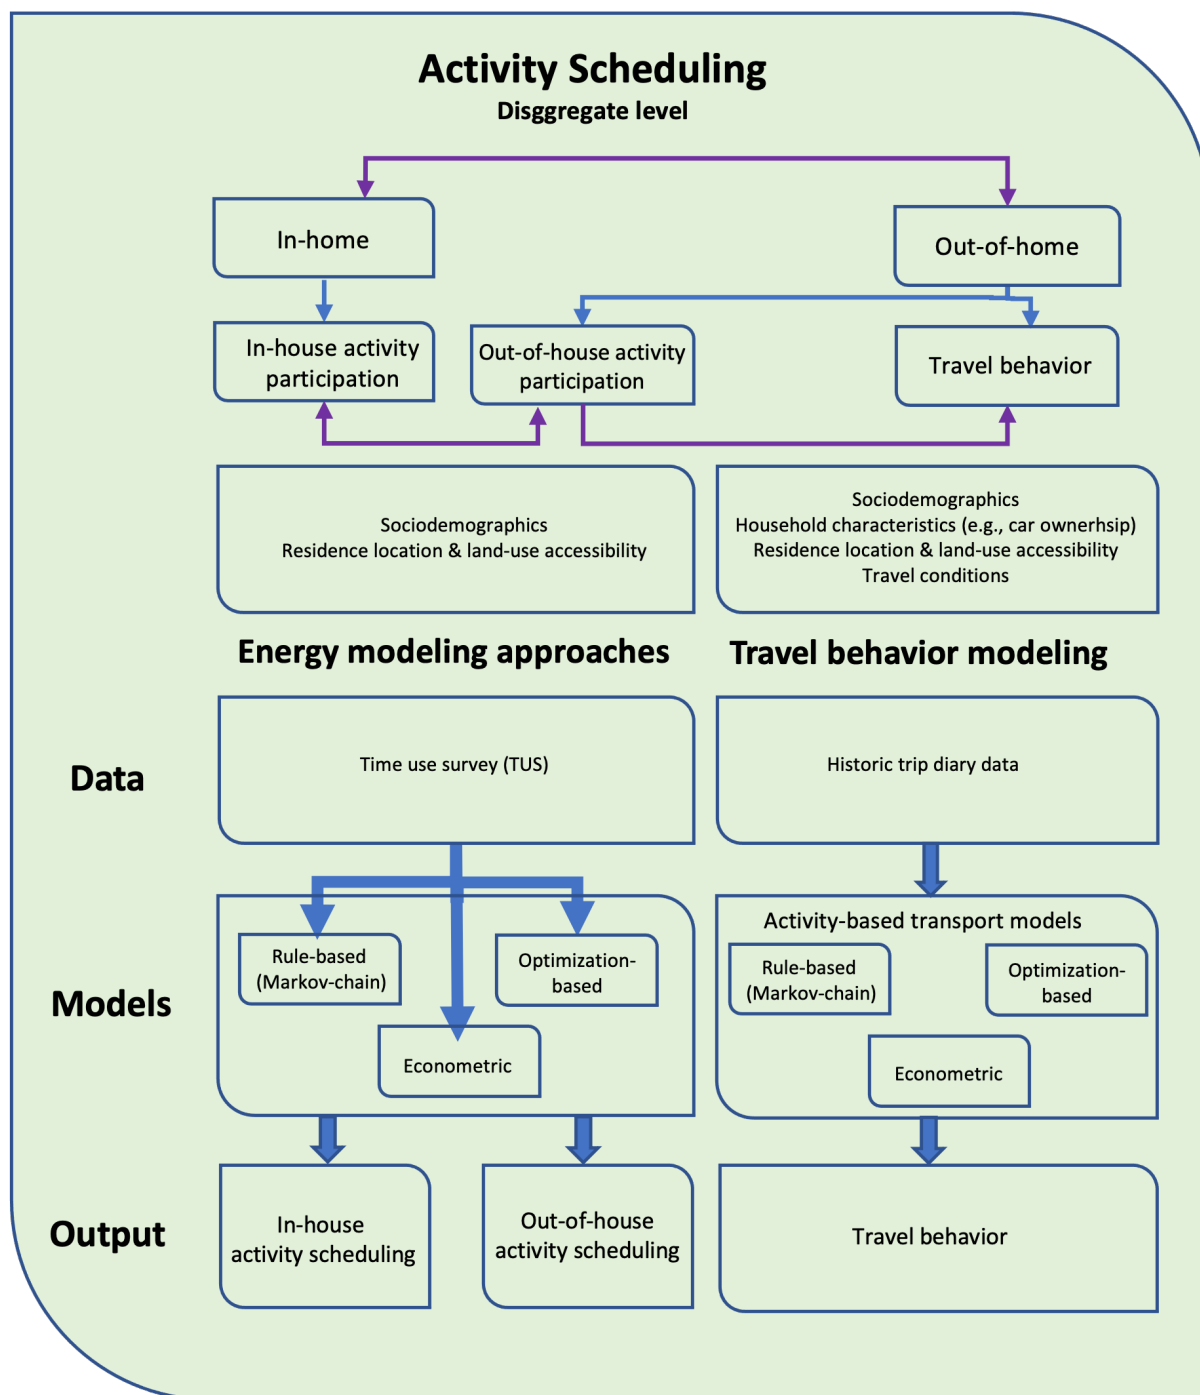 Activity Scheduling
Disggregate level
In-home
Out-of-home
In-house activity
participation
Out-of-house activity
participation
Travel behavior
Sociodemographics
Residence location & land-use accessibility
Sociodemographics
Household characteristics (e.g., car ownerhsip)
Residence location & land-use accessibility
Travel conditions
Energy modeling approaches
Travel behavior modeling
Data
Time use survey (TUS)
Historic trip diary data
Models
Rule-based
(Markov-chain)
Optimization-
based
Econometric
Activity-based transport models
Rule-based
(Markov-chain)
Optimization-
based
Econometric
Output
In-house
activity scheduling
Out-of-house
activity scheduling
Travel behavior